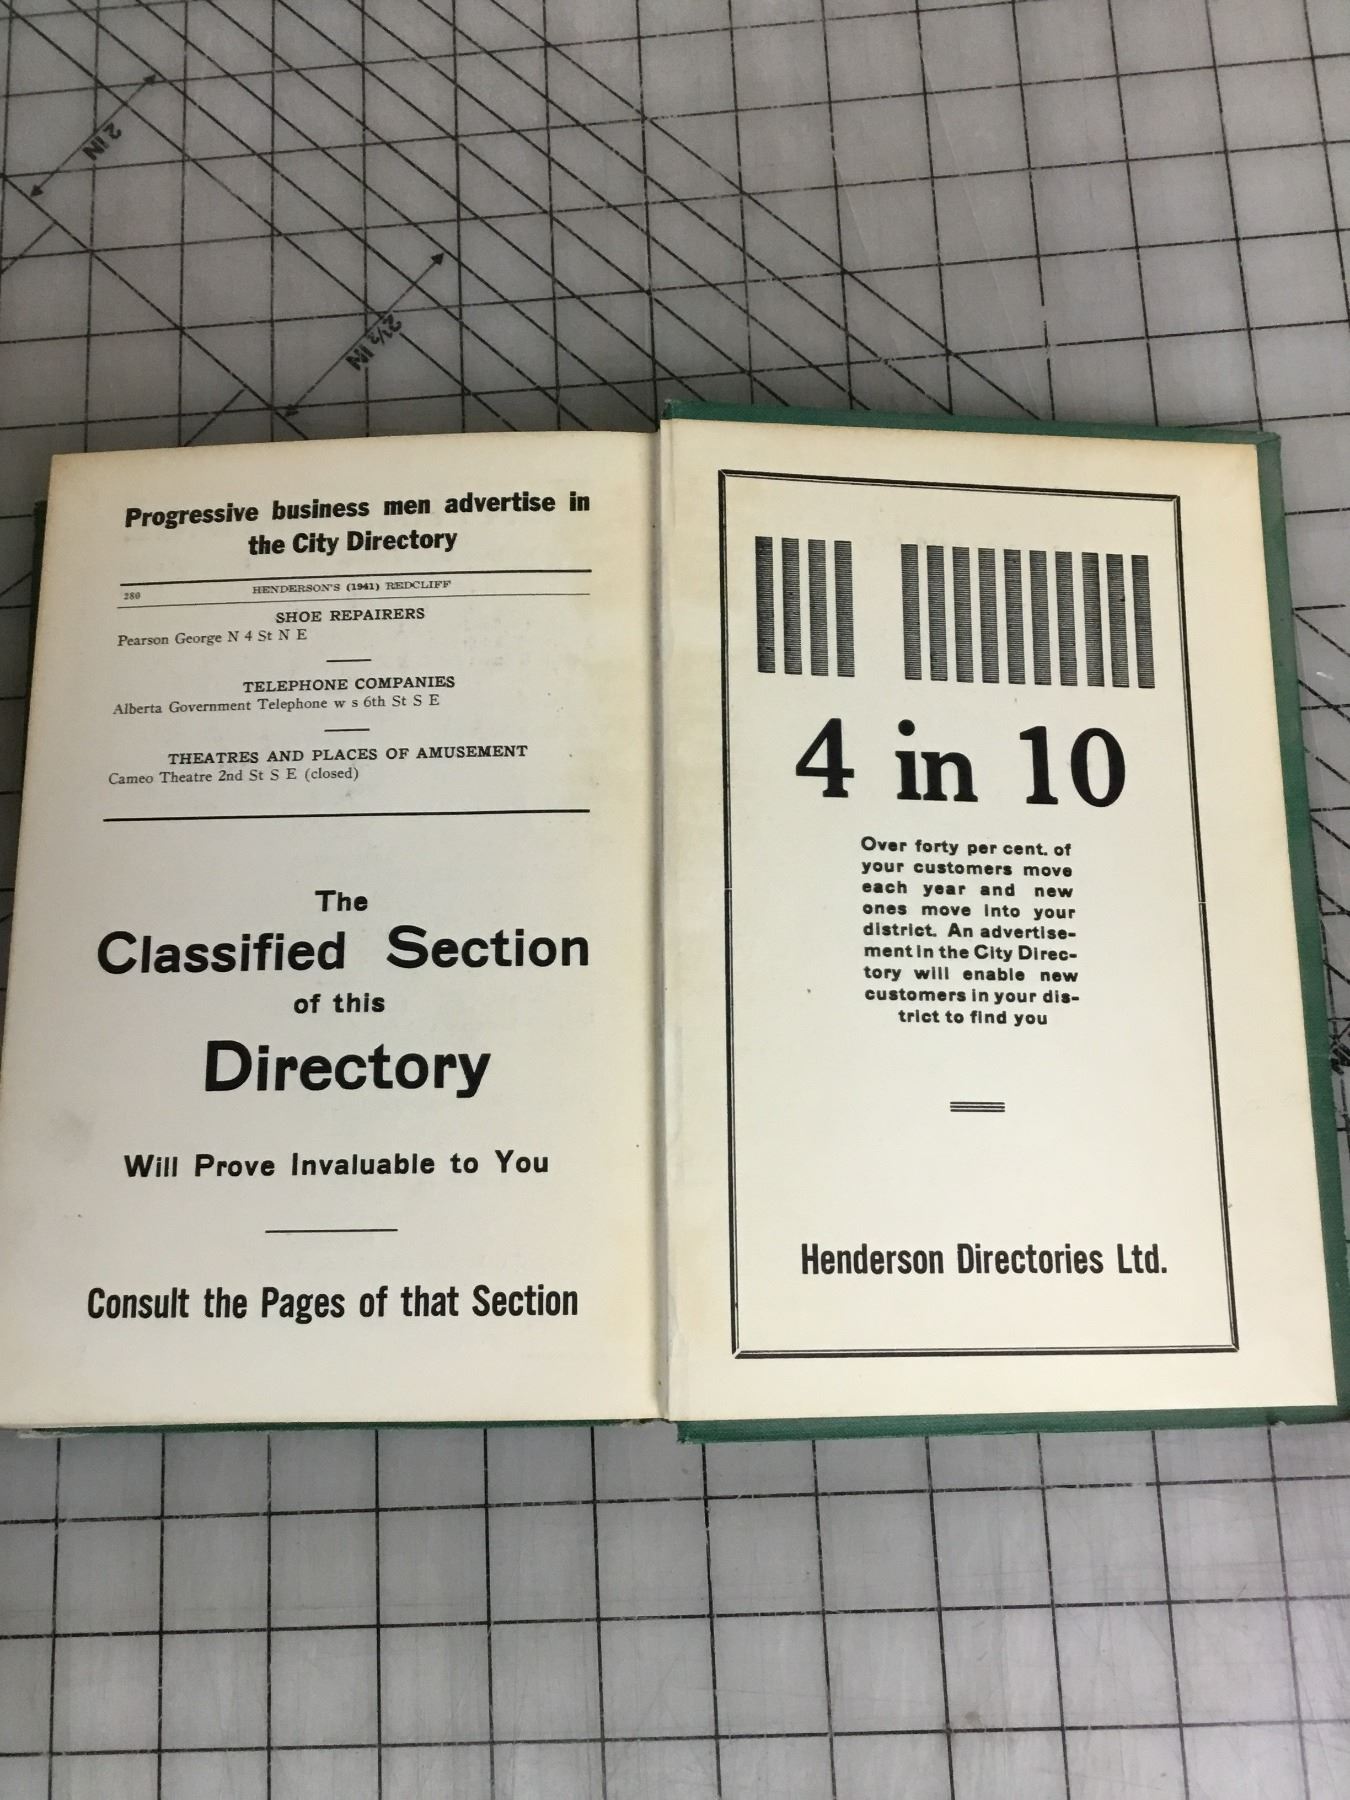 2 IN
2½ IN
Progressive business men advertise in
the City Directory
280 HENDERSON'S (1941) REDCLIFF
SHOE REPAIRERS
Pearson George N 4 St N E
TELEPHONE COMPANIES
Alberta Government Telephone w s 6th St S E
THEATRES AND PLACES OF AMUSEMENT
Cameo Theatre 2nd St S E (closed)
The
Classified Section
of this
Directory
Will Prove Invaluable to You
Consult the Pages of that Section
4 in 10
Over forty per cent. of
your customers move
each year and new
ones move into your
district. An advertise-
ment in the City Direc-
tory will enable new
customers in your dis-
trict to find you
Henderson Directories Ltd.